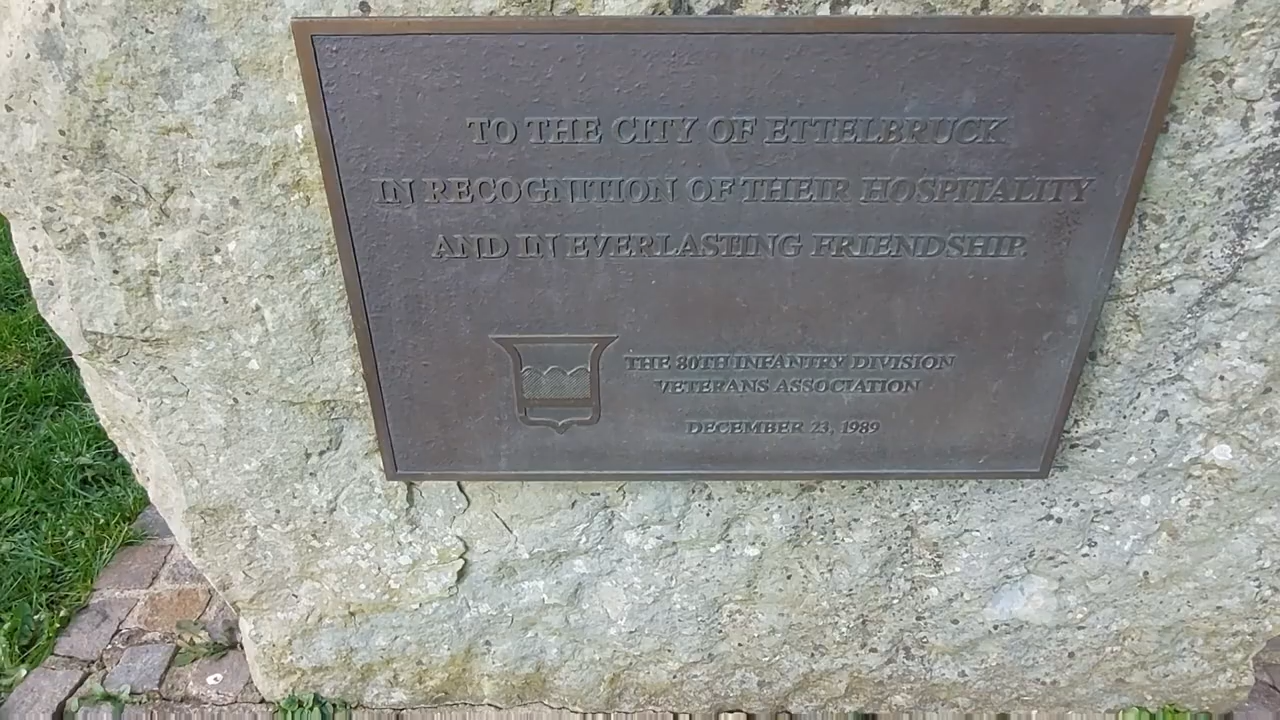 TO THE CITY OF ETTELBRUCK
IN RECOGNITION OF THEIR HOSPITALITY
AND IN EVERLASTING FRIENDSHIP.
THE 80TH INFANTRY DIVISION
VETERANS ASSOCIATION
DECEMBER 23, 1989